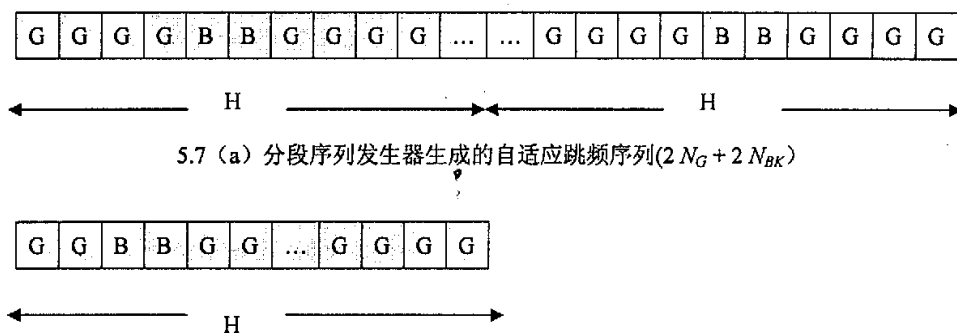 G G G G B B G G G G ... ... G G G G B B G G G G
H H
5.7（a）分段序列发生器生成的自适应跳频序列(2 N_G + 2 N_BK）
G G B B G G ... G G G G
H